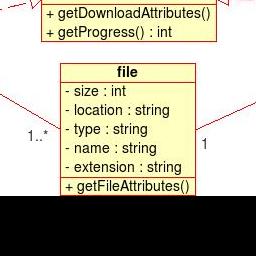 + getDownloadAttributes()
+ getProgress() : int
file
- size : int
- location : string
- type : string
- name : string
- extension : string
+ getFileAttributes()
1..*
1